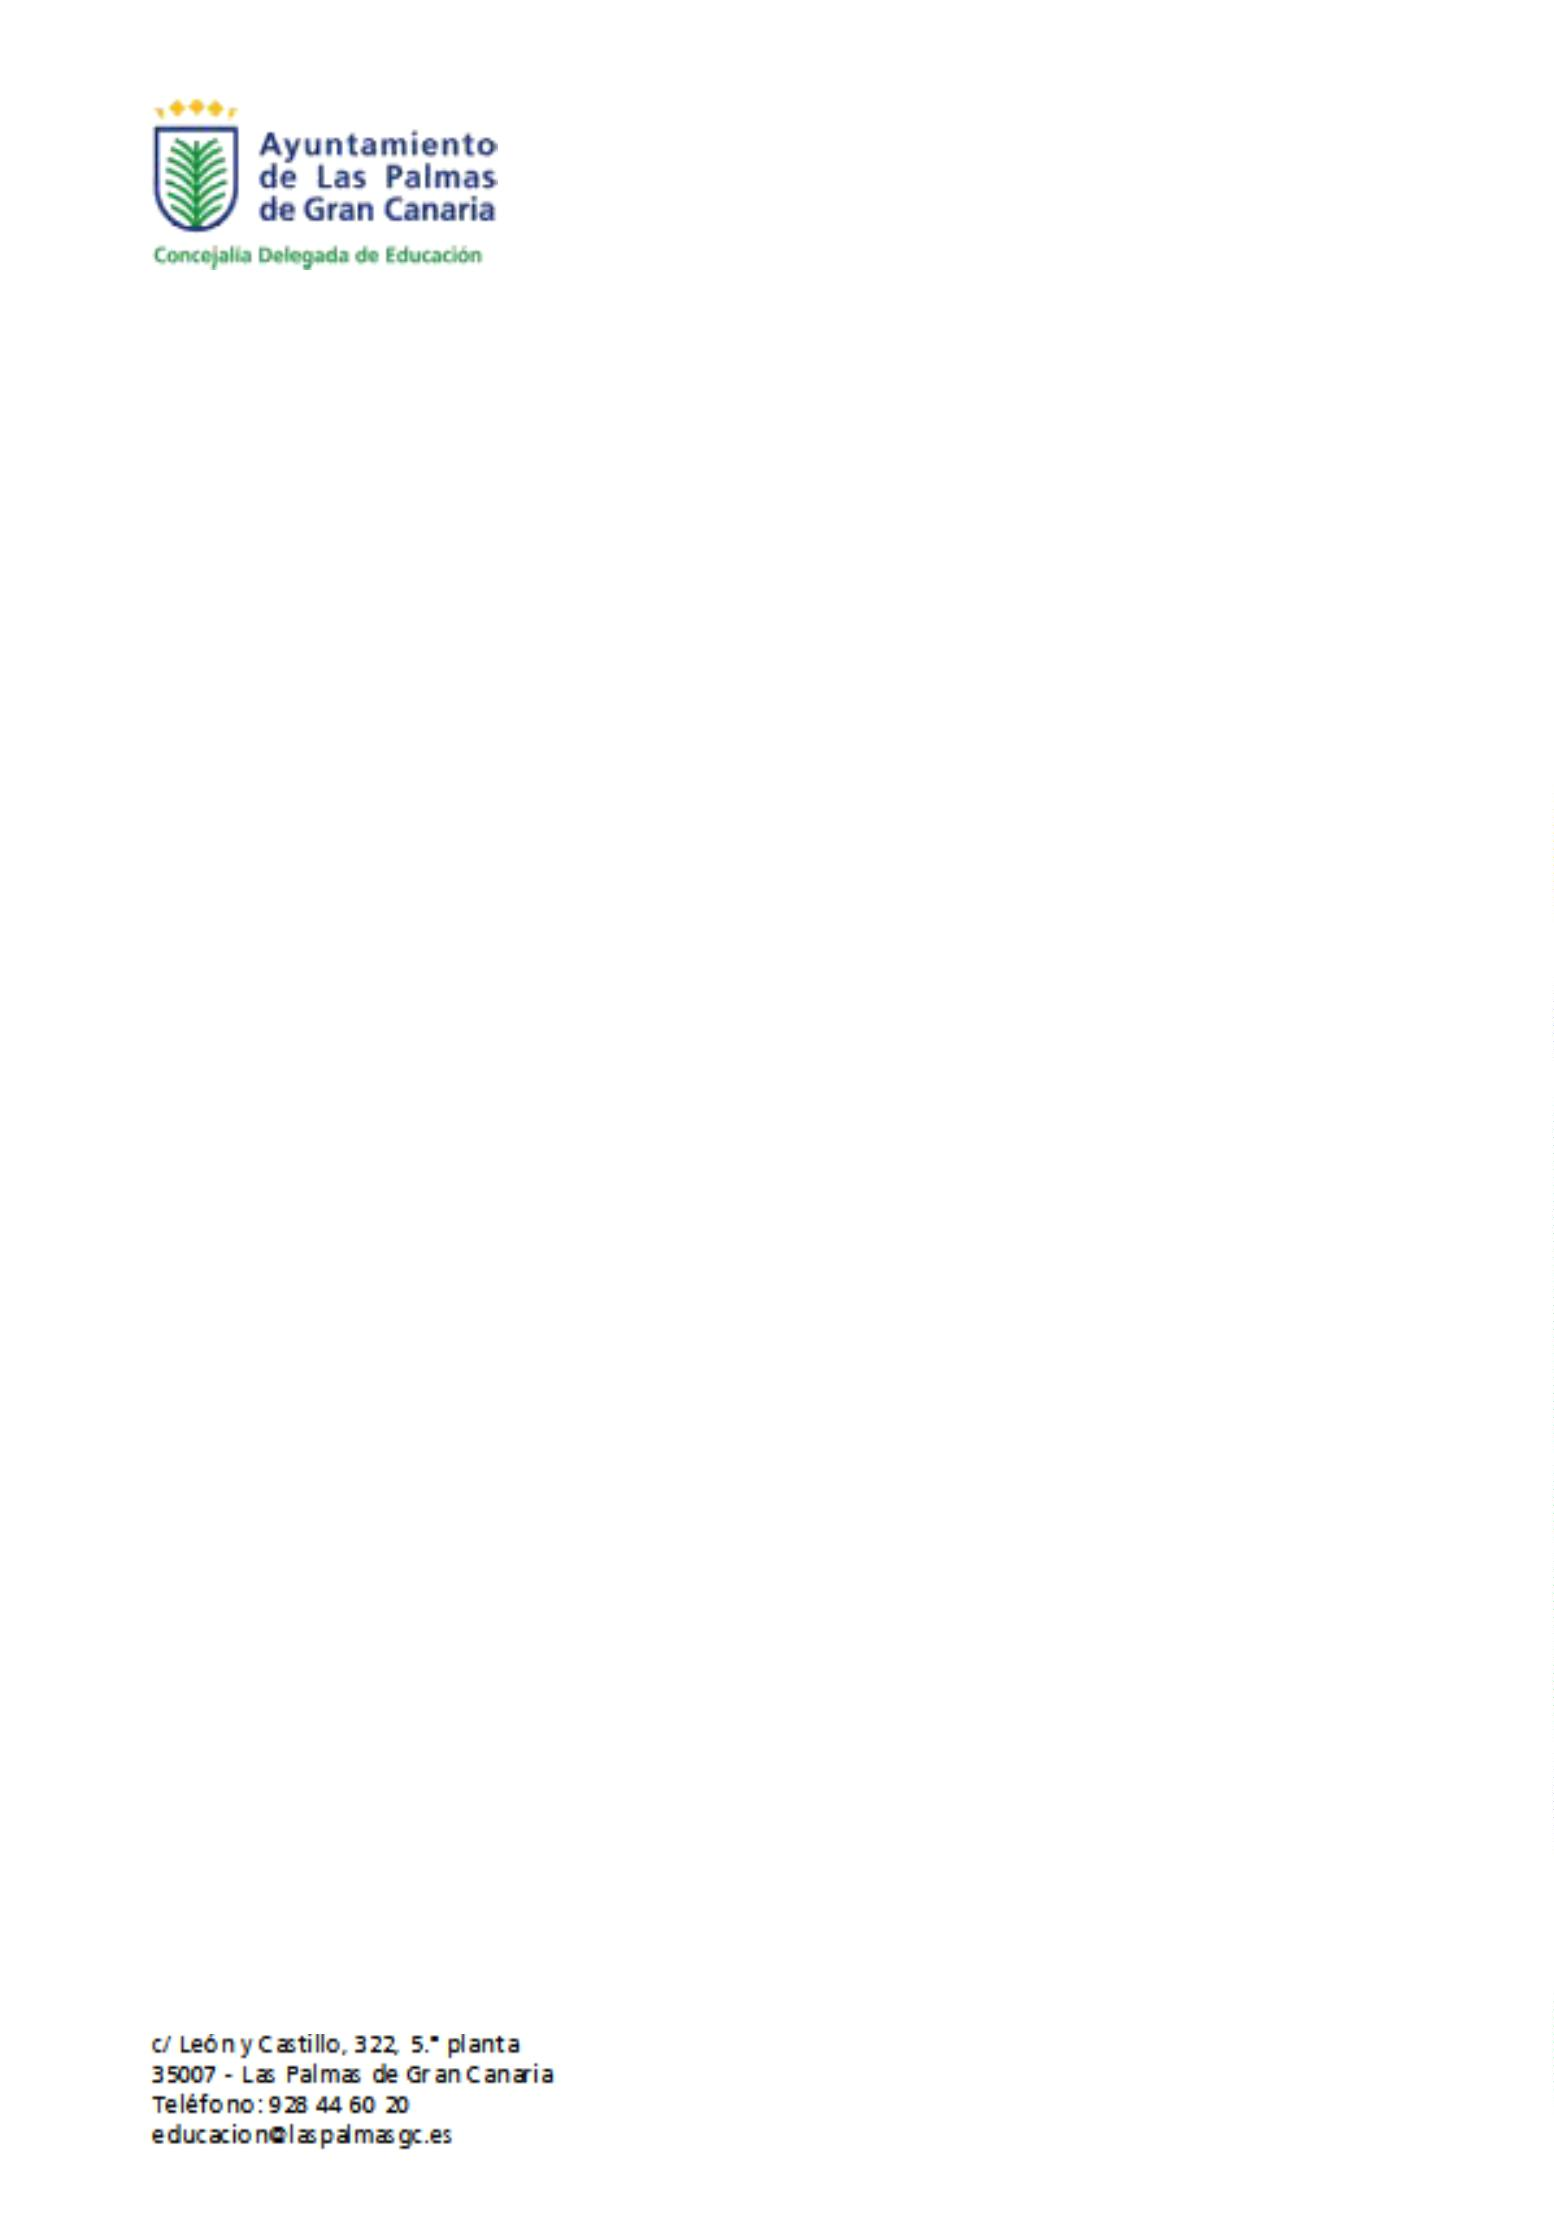 Ayuntamiento
de Las Palmas
de Gran Canaria
Concejalía Delegada de Educación
c/ León y Castillo, 322, 5.ª planta
35007 - Las Palmas de Gran Canaria
Teléfono: 928 44 60 20
educacion@laspalmasgc.es